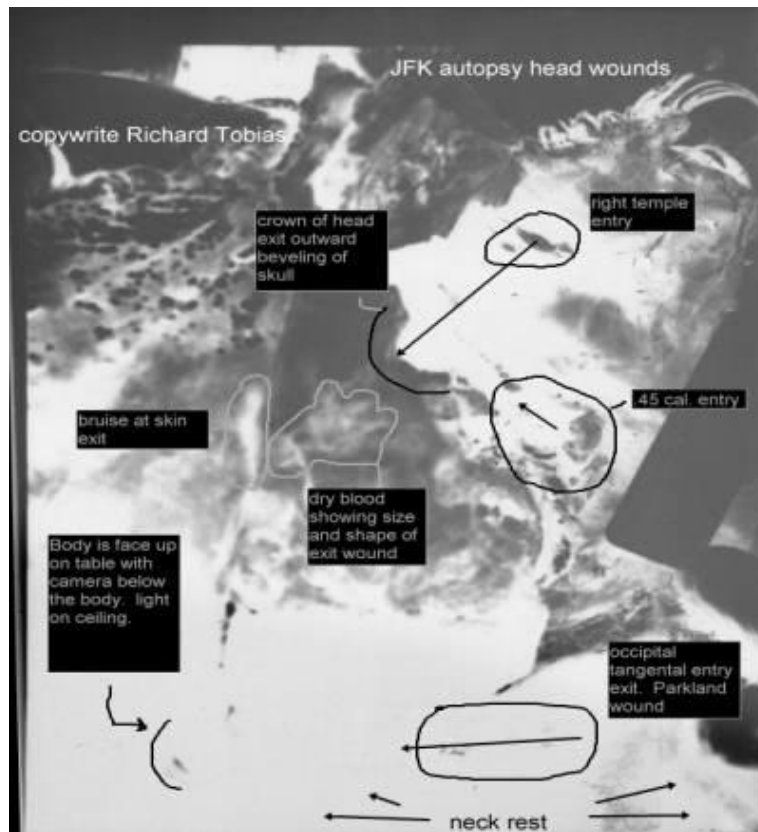 JFK autopsy head wounds
copywrite Richard Tobias
right temple
entry
crown of head
exit outward
beveling of
skull
.45 cal. entry
bruise at skin
exit
dry blood
showing size
and shape of
exit wound
Body is face up
on table with
camera below
the body. light
on ceiling.
occipital
tangental entry
exit. Parkland
wound
neck rest